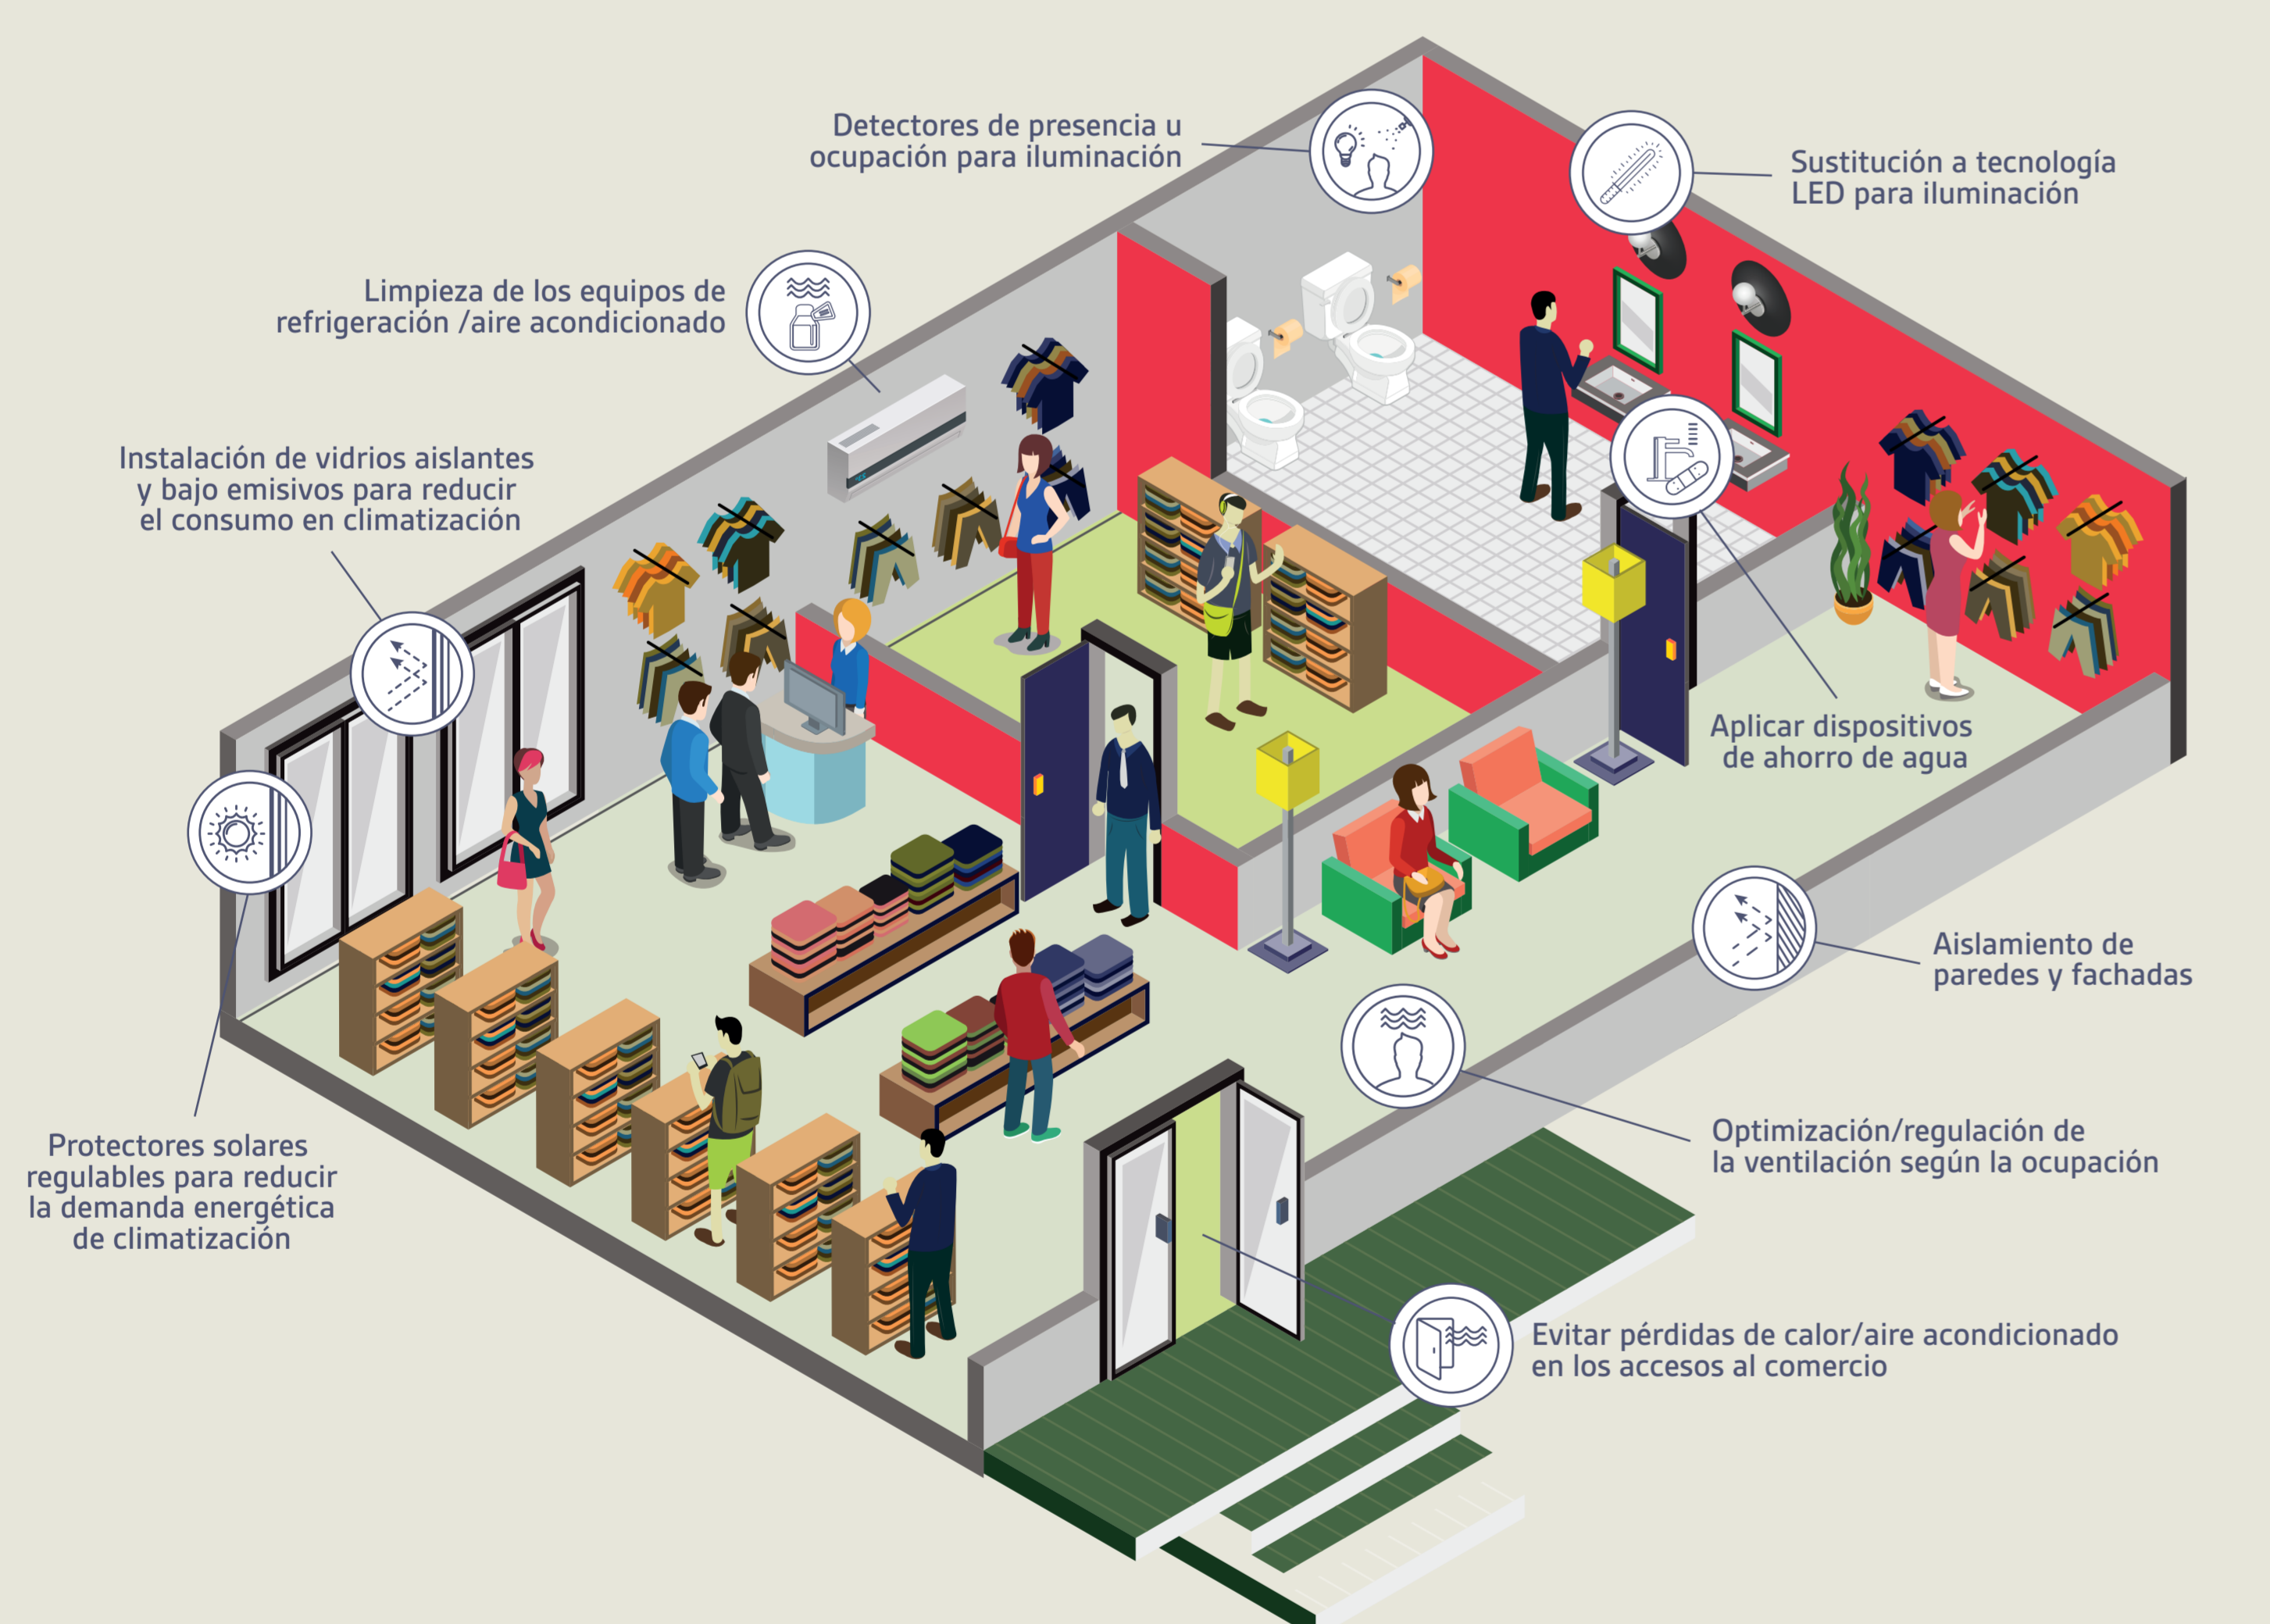 Detectores de presencia u
ocupación para iluminación
Sustitución a tecnología
LED para iluminación
Limpieza de los equipos de
refrigeración /aire acondicionado
Instalación de vidrios aislantes
y bajo emisivos para reducir
el consumo en climatización
Aplicar dispositivos
de ahorro de agua
Aislamiento de
paredes y fachadas
Protectores solares
regulables para reducir
la demanda energética
de climatización
Optimización/regulación de
la ventilación según la ocupación
Evitar pérdidas de calor/aire acondicionado
en los accesos al comercio